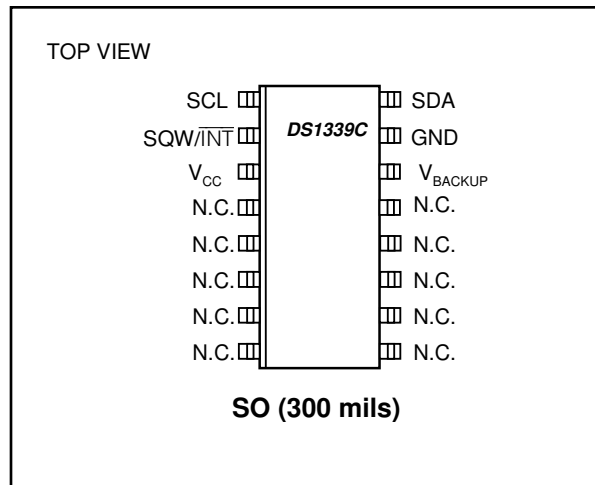 TOP VIEW
SCL DS1339C SDA
SQW/INT GND
VCC VBACKUP
N.C. N.C.
N.C. N.C.
N.C. N.C.
N.C. N.C.
N.C. N.C.
SO (300 mils)